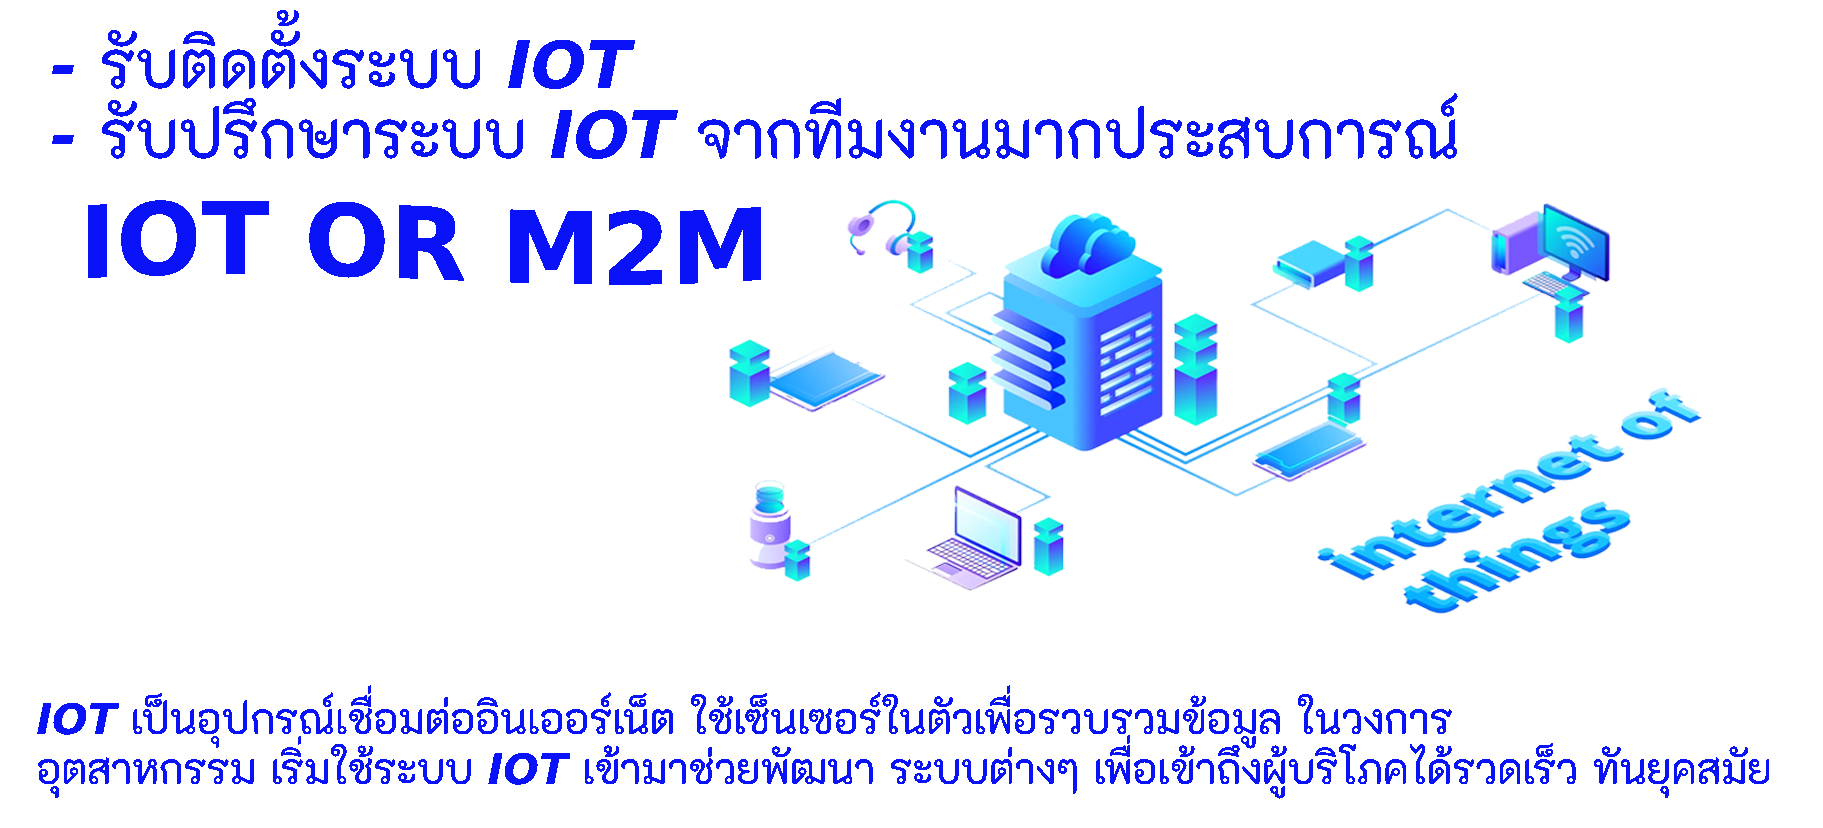 - รับติดตั้งระบบ IOT
- รับปรึกษาระบบ IOT จากทีมงานมากประสบการณ์
IOT OR M2M
internet of
things
IOT เป็นอุปกรณ์เชื่อมต่ออินเออร์เน็ต ใช้เซ็นเซอร์ในตัวเพื่อรวบรวมข้อมูล ในวงการ
อุตสาหกรรม เริ่มใช้ระบบ IOT เข้ามาช่วยพัฒนา ระบบต่างๆ เพื่อเข้าถึงผู้บริโภคได้รวดเร็ว ทันยุคสมัย